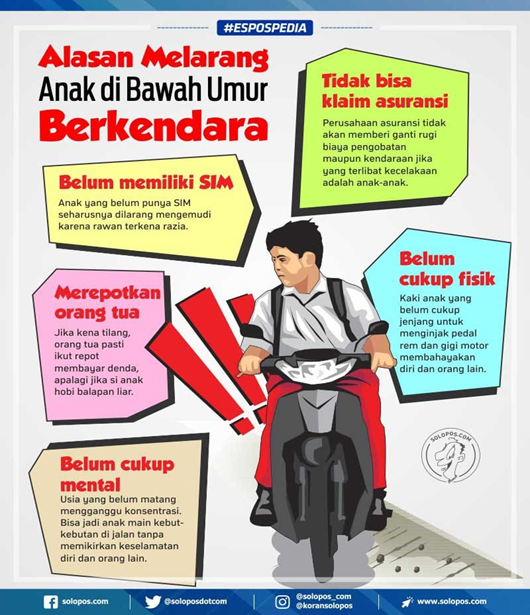 #ESPOSPEDIA
Alasan Melarang
Anak di Bawah Umur
Berkendara
Tidak bisa
klaim asuransi
Perusahaan asuransi tidak
akan memberi ganti rugi
biaya pengobatan
maupun kendaraan jika
yang terlibat kecelakaan
adalah anak-anak.
Belum memiliki SIM
Anak yang belum punya SIM
seharusnya dilarang mengemudi
karena rawan terkena razia.
Belum
cukup fisik
Kaki anak yang
belum cukup
jenjang untuk
menginjak pedal
rem dan gigi motor
membahayakan
diri dan orang lain.
Merepotkan
orang tua
Jika kena tilang,
orang tua pasti
ikut repot
membayar denda,
apalagi jika si anak
hobi balapan liar.
SOLOPOS.COM
Belum cukup
mental
Usia yang belum matang
mengganggu konsentrasi.
Bisa jadi anak main kebut-
kebutan di jalan tanpa
memikirkan keselamatan
diri dan orang lain.
solopos.com
@soloposdotcom
@solopos_com
@koransolopos
www.solopos.com